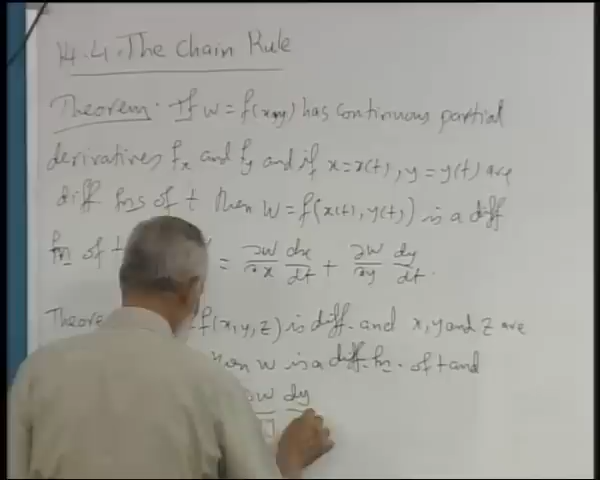 14.4. The Chain Rule
Theorem. If w = f(x,y) has continuous partial
derivatives fx and fy and if x = x(t), y = y(t) are
diff fns of t then w = f(x(t), y(t)) is a diff
fn of t = ∂w/∂x dx/dt + ∂w/∂y dy/dt.
Theore f(x,y,z) is diff. and x, y and z are
then w is a diff. fn. of t and
∂w dy